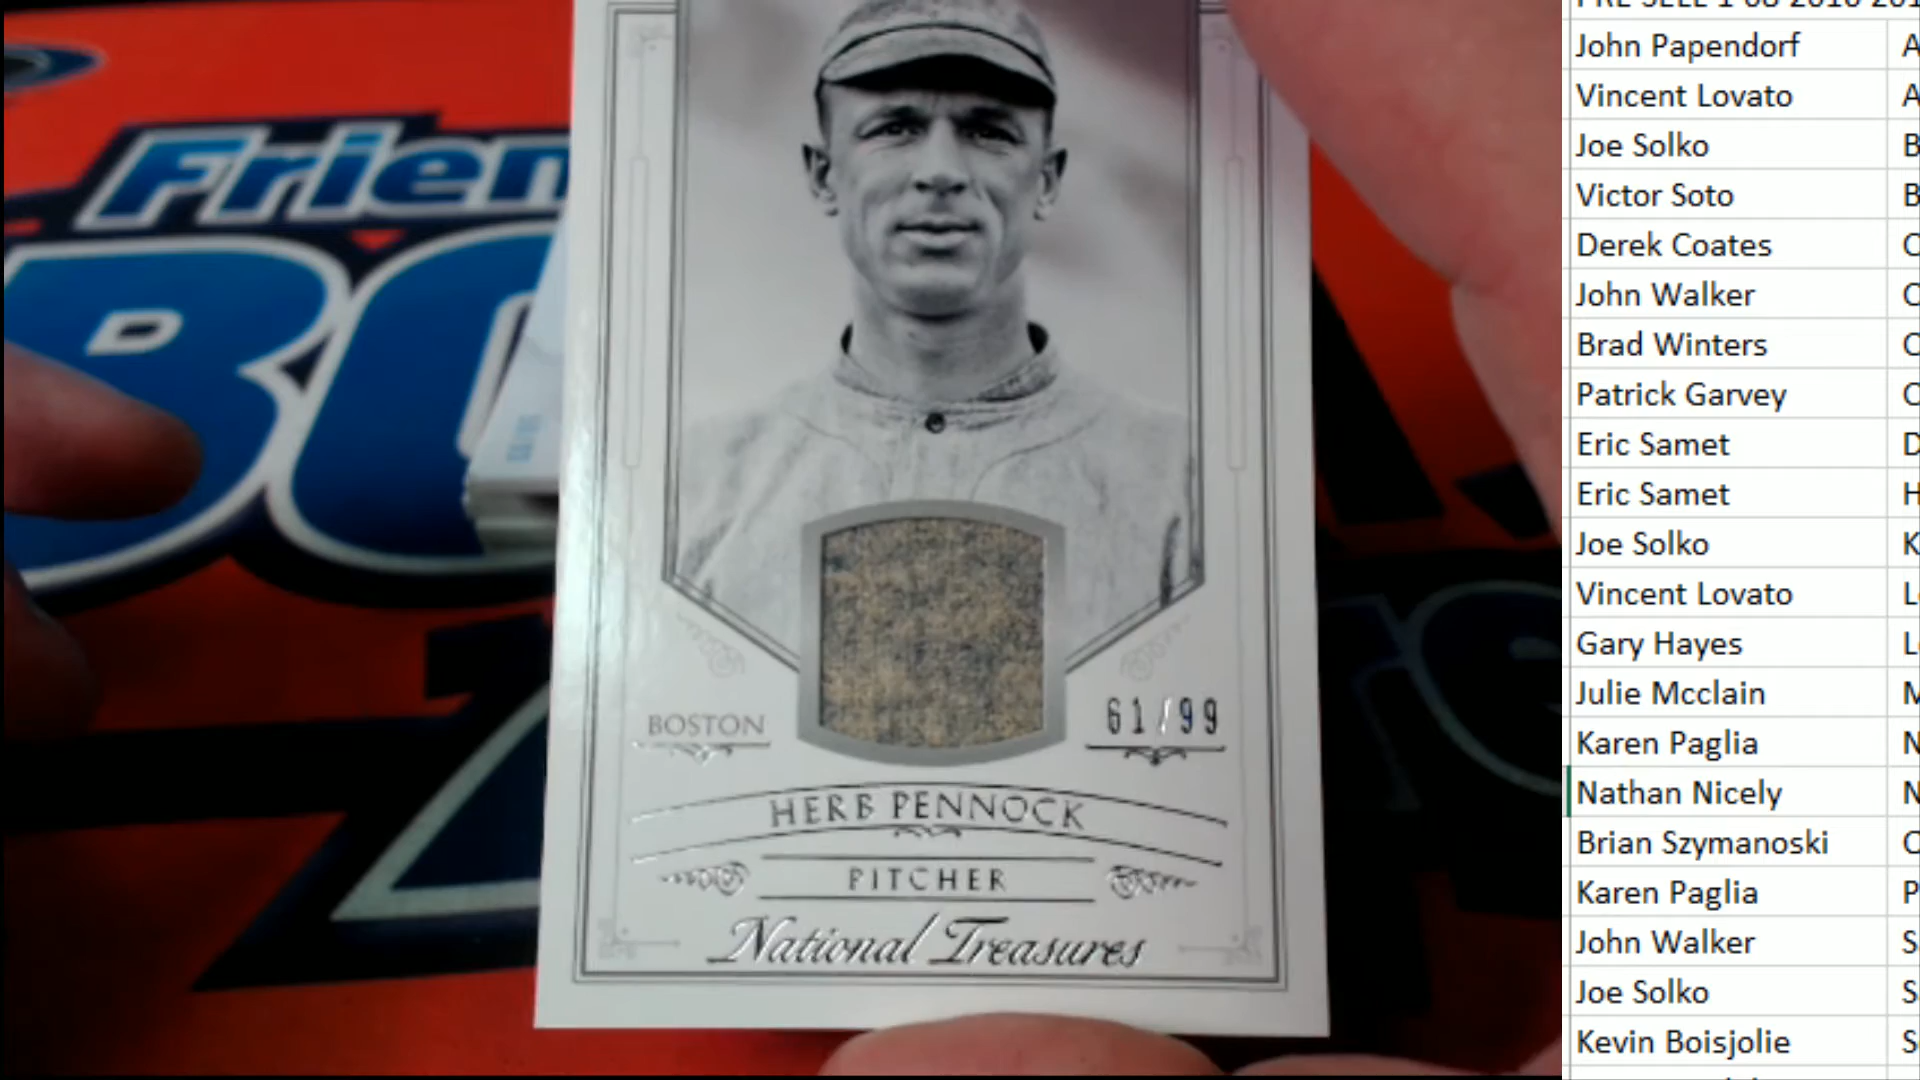 Frien
BO
BOSTON
61/99
HERB PENNOCK
PITCHER
National Treasures
John Papendorf A
Vincent Lovato A
Joe Solko B
Victor Soto B
Derek Coates C
John Walker C
Brad Winters C
Patrick Garvey C
Eric Samet D
Eric Samet H
Joe Solko K
Vincent Lovato L
Gary Hayes L
Julie Mcclain M
Karen Paglia N
Nathan Nicely N
Brian Szymanoski O
Karen Paglia P
John Walker S
Joe Solko S
Kevin Boisjolie S